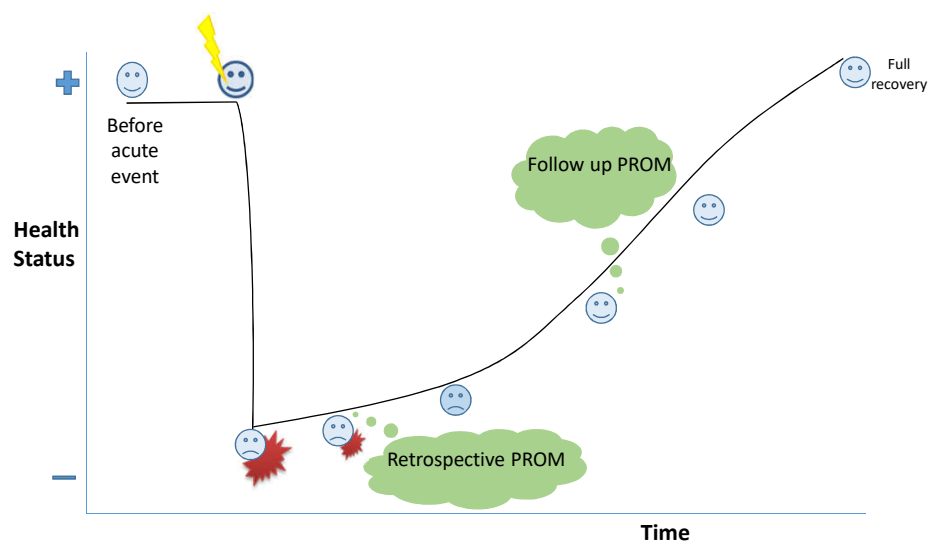 +
Before
acute
event
Full
recovery
Follow up PROM
Health
Status
Retrospective PROM
–
Time